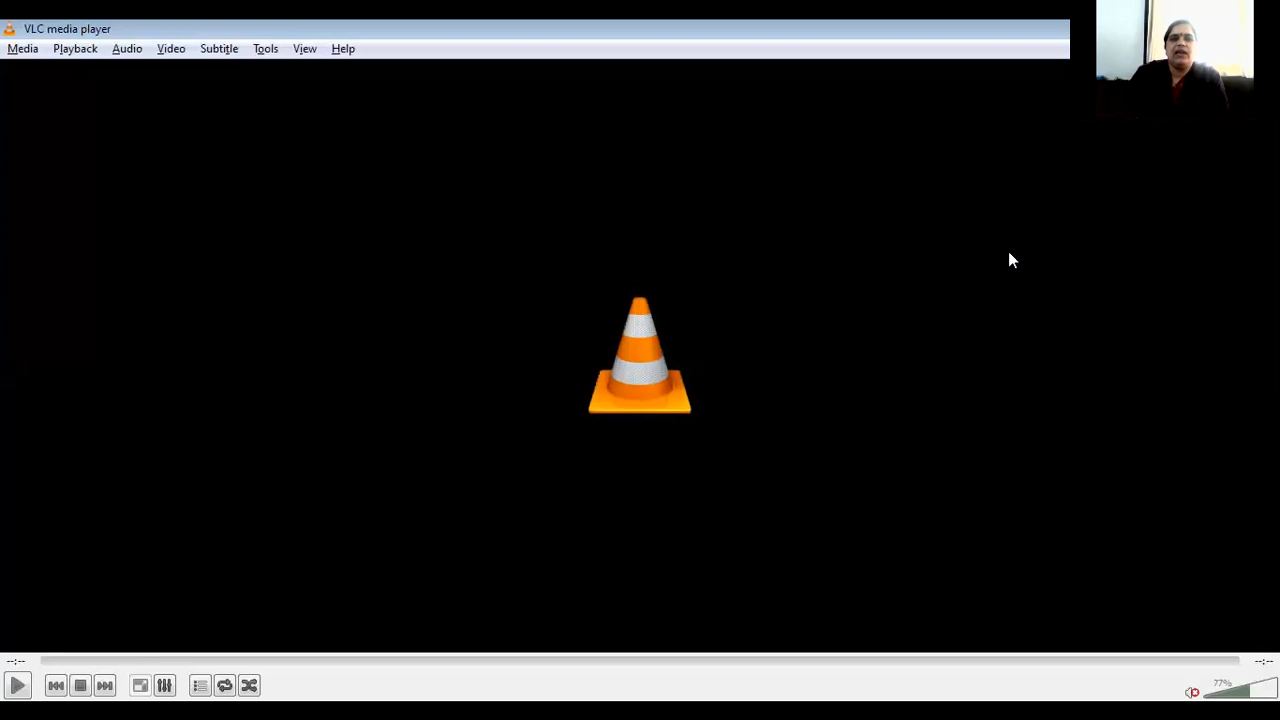 VLC media player
Media Playback Audio Video Subtitle Tools View Help
--:-- --:--
77%